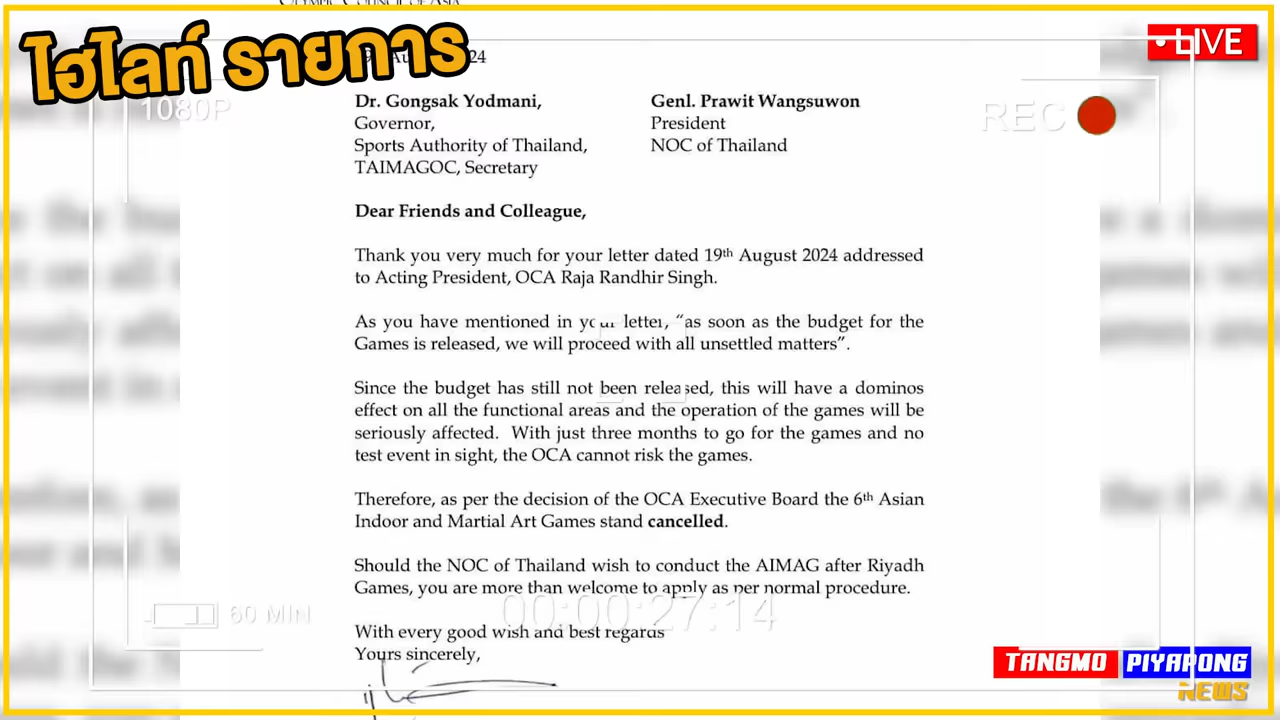 ไฮไลท์ รายการ
LIVE
1080P
REC
24
Dr. Gongsak Yodmani,
Governor,
Sports Authority of Thailand,
TAIMAGOC, Secretary
Genl. Prawit Wangsuwon
President
NOC of Thailand
Dear Friends and Colleague,
Thank you very much for your letter dated 19th August 2024 addressed
to Acting President, OCA Raja Randhir Singh.
As you have mentioned in your letter, “as soon as the budget for the
Games is released, we will proceed with all unsettled matters”.
Since the budget has still not been released, this will have a dominos
effect on all the functional areas and the operation of the games will be
seriously affected. With just three months to go for the games and no
test event in sight, the OCA cannot risk the games.
Therefore, as per the decision of the OCA Executive Board the 6th Asian
Indoor and Martial Art Games stand cancelled.
Should the NOC of Thailand wish to conduct the AIMAG after Riyadh
Games, you are more than welcome to apply as per normal procedure.
60 MIN
00:00:27:14
With every good wish and best regards
Yours sincerely,
TANGMO PIYAPONG
NEWS